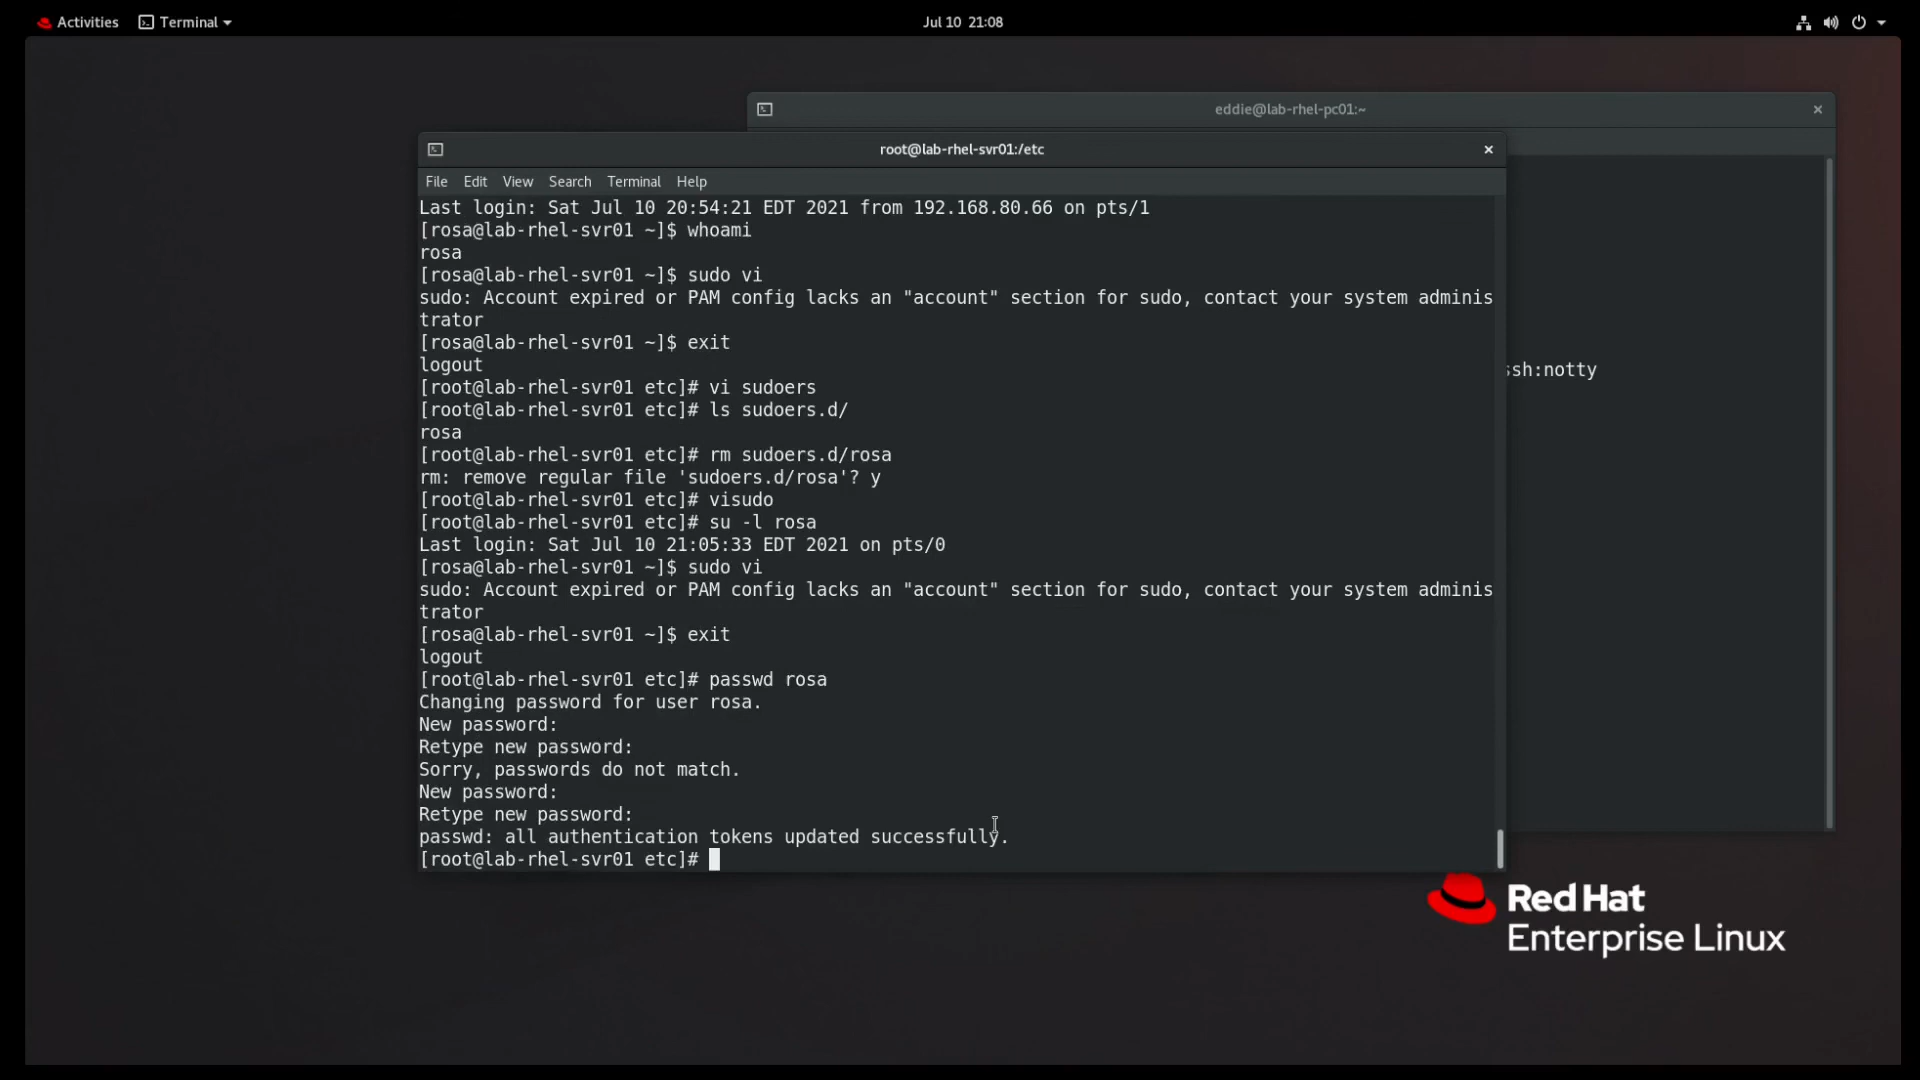 Activities Terminal Jul 10 21:08
eddie@lab-rhel-pc01:~
root@lab-rhel-svr01:/etc
File Edit View Search Terminal Help
Last login: Sat Jul 10 20:54:21 EDT 2021 from 192.168.80.66 on pts/1
[rosa@lab-rhel-svr01 ~]$ whoami
rosa
[rosa@lab-rhel-svr01 ~]$ sudo vi
sudo: Account expired or PAM config lacks an "account" section for sudo, contact your system adminis
trator
[rosa@lab-rhel-svr01 ~]$ exit
logout
[root@lab-rhel-svr01 etc]# vi sudoers
[root@lab-rhel-svr01 etc]# ls sudoers.d/
rosa
[root@lab-rhel-svr01 etc]# rm sudoers.d/rosa
rm: remove regular file 'sudoers.d/rosa'? y
[root@lab-rhel-svr01 etc]# visudo
[root@lab-rhel-svr01 etc]# su -l rosa
Last login: Sat Jul 10 21:05:33 EDT 2021 on pts/0
[rosa@lab-rhel-svr01 ~]$ sudo vi
sudo: Account expired or PAM config lacks an "account" section for sudo, contact your system adminis
trator
[rosa@lab-rhel-svr01 ~]$ exit
logout
[root@lab-rhel-svr01 etc]# passwd rosa
Changing password for user rosa.
New password:
Retype new password:
Sorry, passwords do not match.
New password:
Retype new password:
passwd: all authentication tokens updated successfully.
[root@lab-rhel-svr01 etc]#
ssh:notty
Red Hat
Enterprise Linux